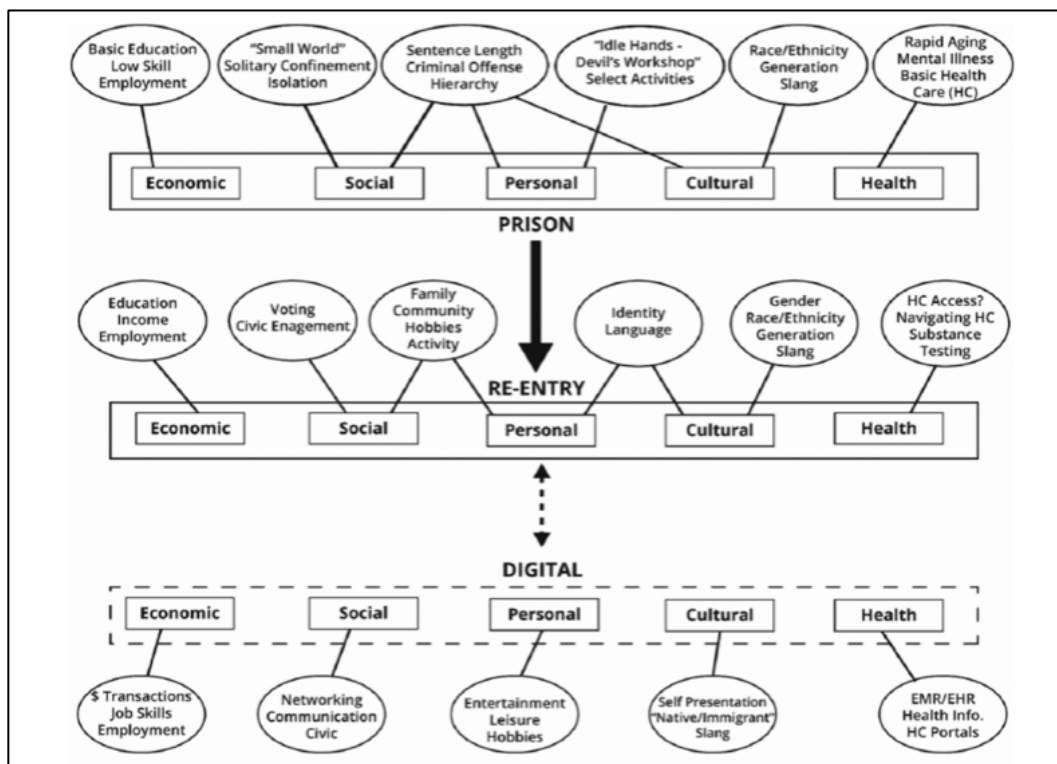 Basic Education
Low Skill
Employment
“Small World”
Solitary Confinement
Isolation
Sentence Length
Criminal Offense
Hierarchy
“Idle Hands -
Devil’s Workshop”
Select Activities
Race/Ethnicity
Generation
Slang
Rapid Aging
Mental Illness
Basic Health
Care (HC)
Economic
Social
Personal
Cultural
Health
PRISON
Education
Income
Employment
Voting
Civic Enagement
Family
Community
Hobbies
Activity
Identity
Language
Gender
Race/Ethnicity
Generation
Slang
HC Access?
Navigating HC
Substance
Testing
RE-ENTRY
Economic
Social
Personal
Cultural
Health
DIGITAL
Economic
Social
Personal
Cultural
Health
$ Transactions
Job Skills
Employment
Networking
Communication
Civic
Entertainment
Leisure
Hobbies
Self Presentation
“Native/Immigrant”
Slang
EMR/EHR
Health Info.
HC Portals